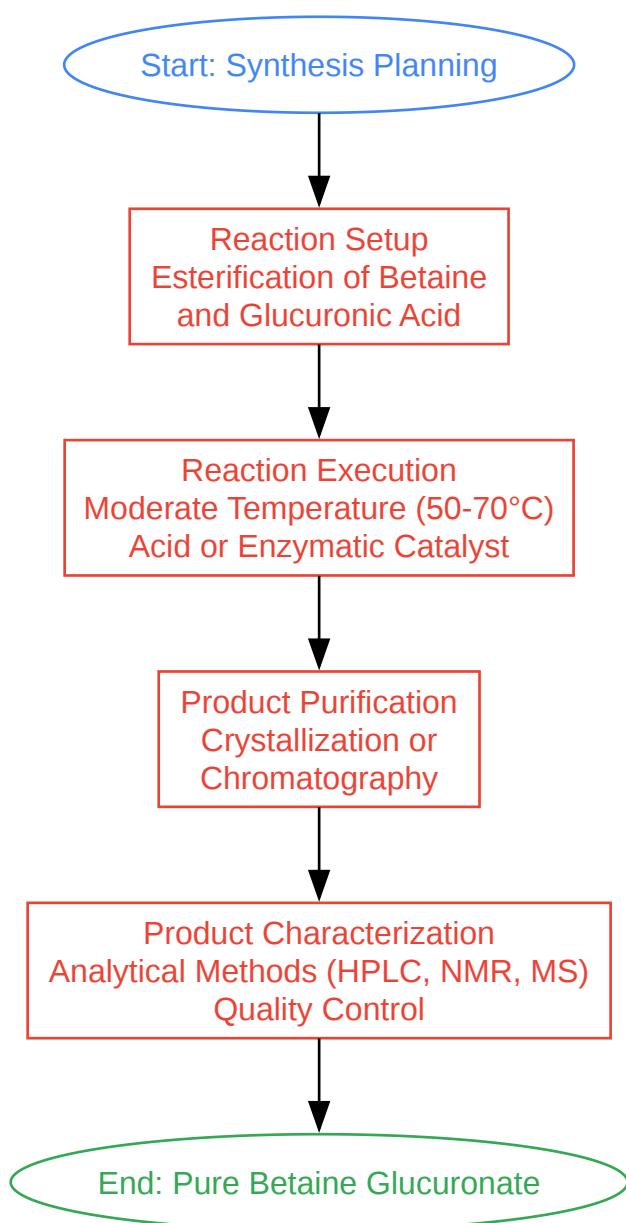 Start: Synthesis Planning
Reaction Setup
Esterification of Betaine
and Glucuronic Acid
Reaction Execution
Moderate Temperature (50-70°C)
Acid or Enzymatic Catalyst
Product Purification
Crystallization or
Chromatography
Product Characterization
Analytical Methods (HPLC, NMR, MS)
Quality Control
End: Pure Betaine Glucuronate